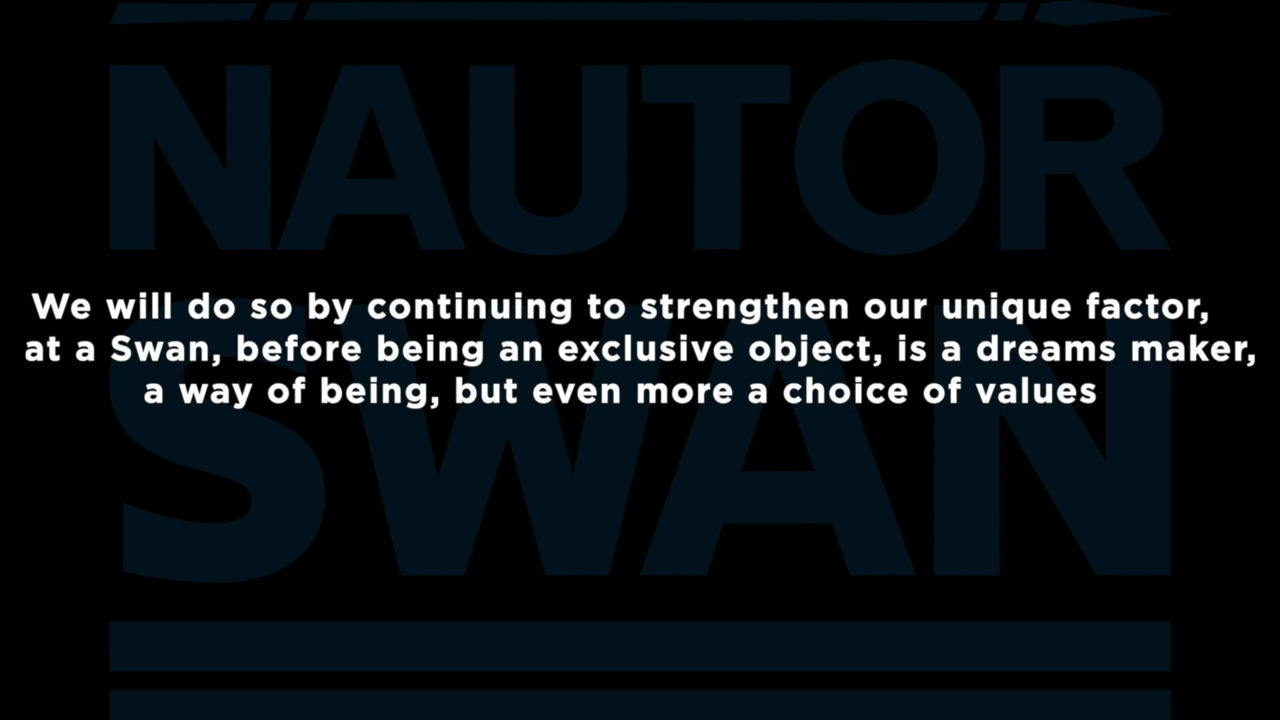 NAUTOR
SWAN
We will do so by continuing to strengthen our unique factor,
at a Swan, before being an exclusive object, is a dreams maker,
a way of being, but even more a choice of values